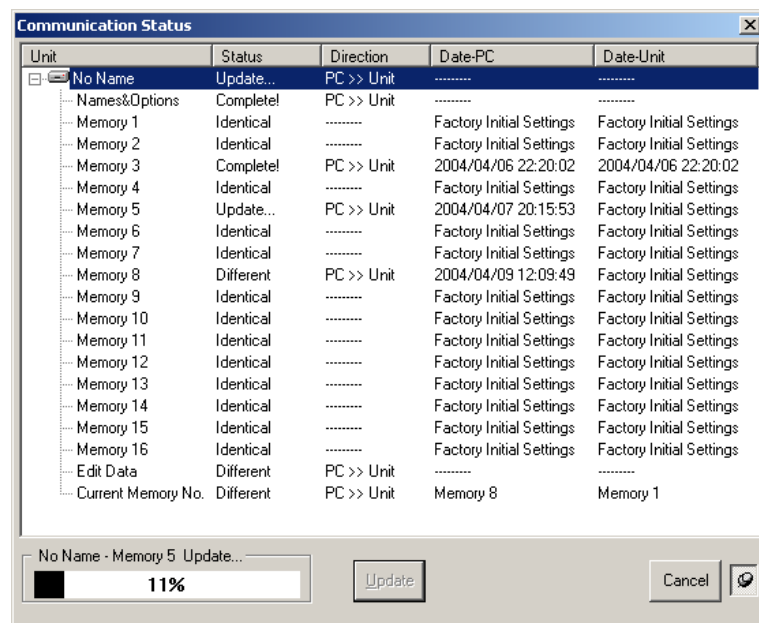 Communication Status
Unit Status Direction Date-PC Date-Unit
No Name Update... PC >> Unit --------- ---------
Names&Options Complete! PC >> Unit --------- ---------
Memory 1 Identical --------- Factory Initial Settings Factory Initial Settings
Memory 2 Identical --------- Factory Initial Settings Factory Initial Settings
Memory 3 Complete! PC >> Unit 2004/04/06 22:20:02 2004/04/06 22:20:02
Memory 4 Identical --------- Factory Initial Settings Factory Initial Settings
Memory 5 Update... PC >> Unit 2004/04/07 20:15:53 Factory Initial Settings
Memory 6 Identical --------- Factory Initial Settings Factory Initial Settings
Memory 7 Identical --------- Factory Initial Settings Factory Initial Settings
Memory 8 Different PC >> Unit 2004/04/09 12:09:49 Factory Initial Settings
Memory 9 Identical --------- Factory Initial Settings Factory Initial Settings
Memory 10 Identical --------- Factory Initial Settings Factory Initial Settings
Memory 11 Identical --------- Factory Initial Settings Factory Initial Settings
Memory 12 Identical --------- Factory Initial Settings Factory Initial Settings
Memory 13 Identical --------- Factory Initial Settings Factory Initial Settings
Memory 14 Identical --------- Factory Initial Settings Factory Initial Settings
Memory 15 Identical --------- Factory Initial Settings Factory Initial Settings
Memory 16 Identical --------- Factory Initial Settings Factory Initial Settings
Edit Data Different PC >> Unit --------- ---------
Current Memory No. Different PC >> Unit Memory 8 Memory 1
No Name - Memory 5 Update...
11% Update Cancel